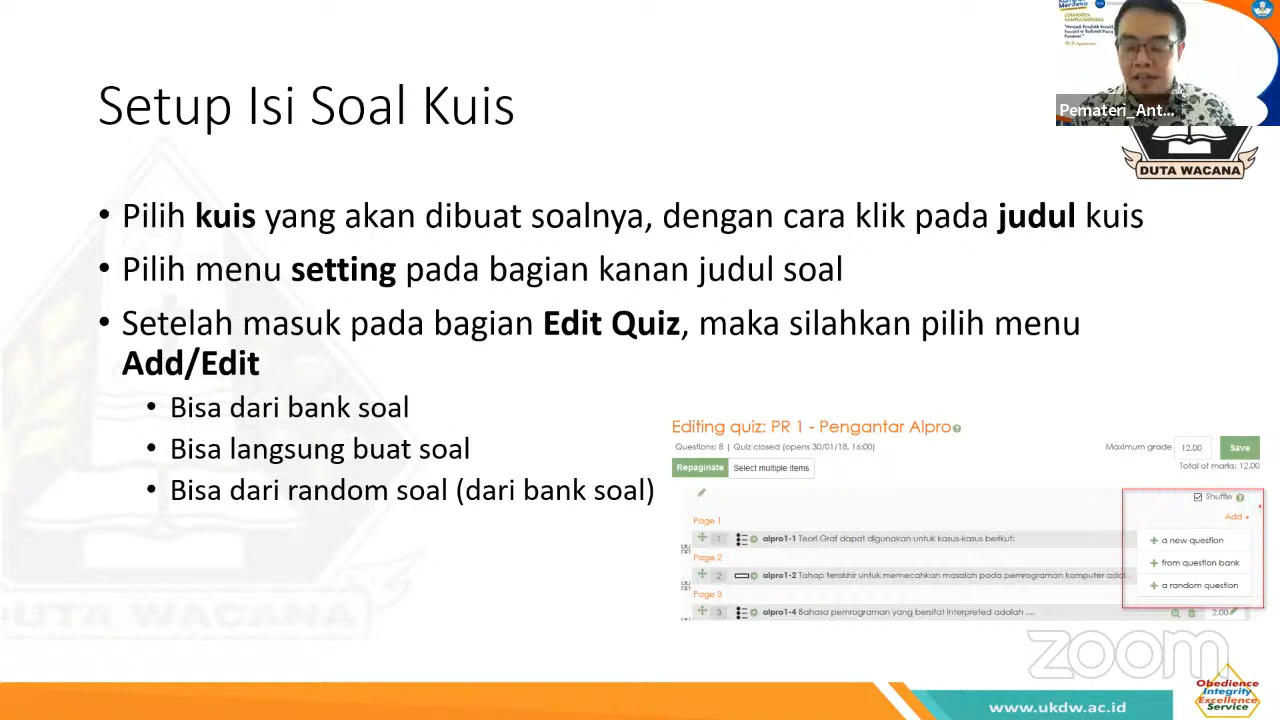 Setup Isi Soal Kuis
Pemateri_Ant...
DUTA WACANA
• Pilih kuis yang akan dibuat soalnya, dengan cara klik pada judul kuis
• Pilih menu setting pada bagian kanan judul soal
• Setelah masuk pada bagian Edit Quiz, maka silahkan pilih menu
Add/Edit
• Bisa dari bank soal
• Bisa langsung buat soal
• Bisa dari random soal (dari bank soal)
Editing quiz: PR 1 - Pengantar Alpro
Questions: 8 | Quiz closed (opens 30/01/18, 16:00)
Maximum grade 12.00 Save
Repaginate Select multiple items
Total of marks: 12.00
Shuffle
Add
Page 1
1 alpro1-1 Teori Graf dapat digunakan untuk kasus-kasus berikut:
Page 2
2 alpro1-2 Tahap terakhir untuk memecahkan masalah pada pemrograman komputer adal...
Page 3
3 alpro1-4 Bahasa pemrograman yang bersifat interpreted adalah ....
2.00
+ a new question
+ from question bank
+ a random question
DUTA WACANA
zoom
www.ukdw.ac.id
Obedience
Integrity
Excellence
Service